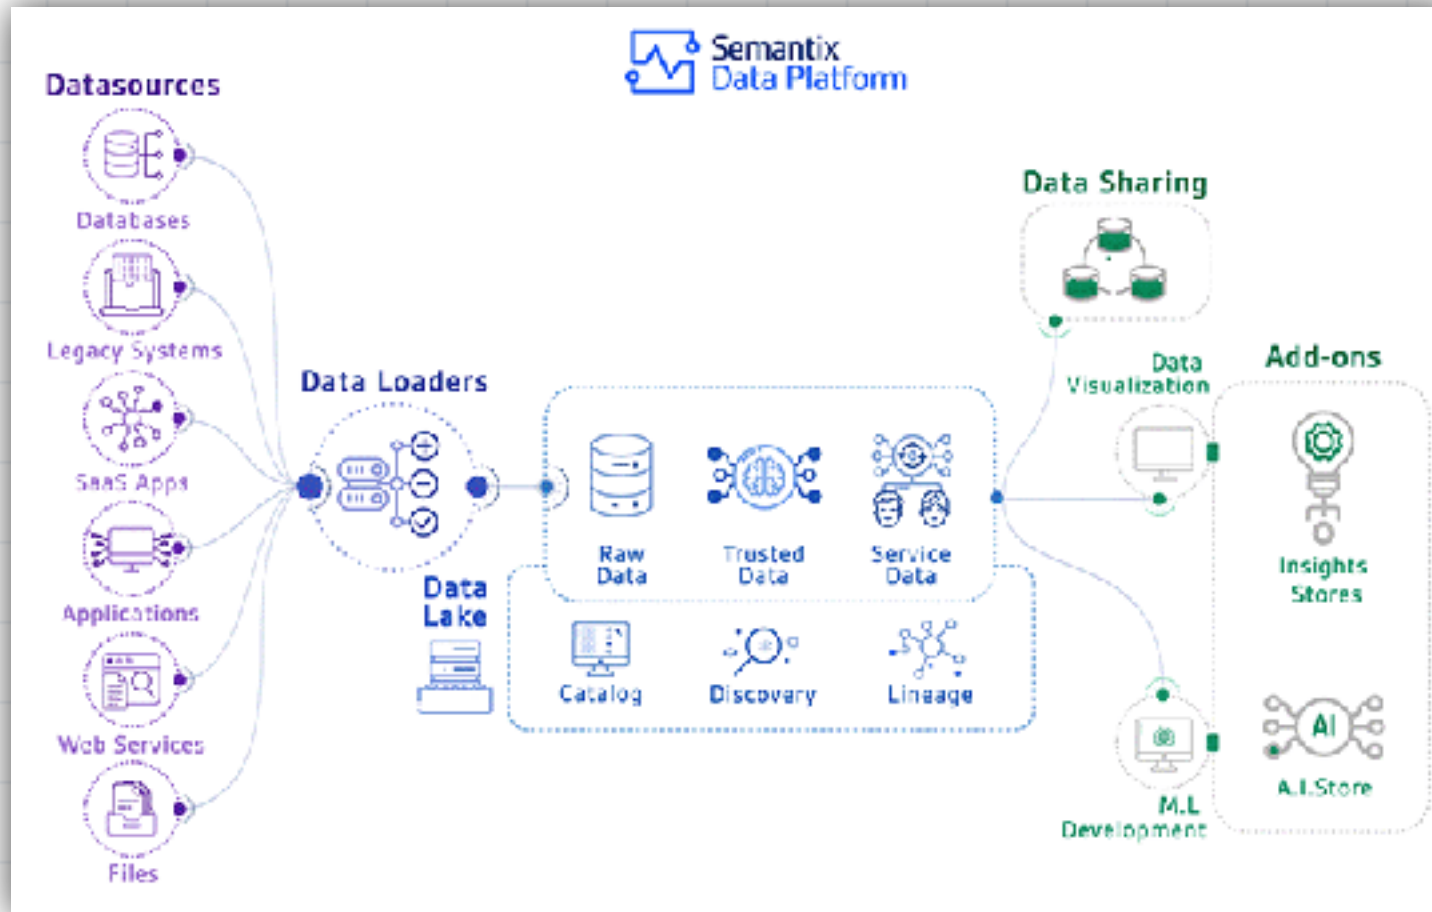 Semantix
Data Platform
Datasources
Databases
Legacy Systems
SaaS Apps
Applications
Web Services
Files
Data Loaders
Data
Lake
Raw
Data
Trusted
Data
Service
Data
Catalog
Discovery
Lineage
Data Sharing
Data
Visualization
M.L
Development
Add-ons
Insights
Stores
AI
A.I.Store